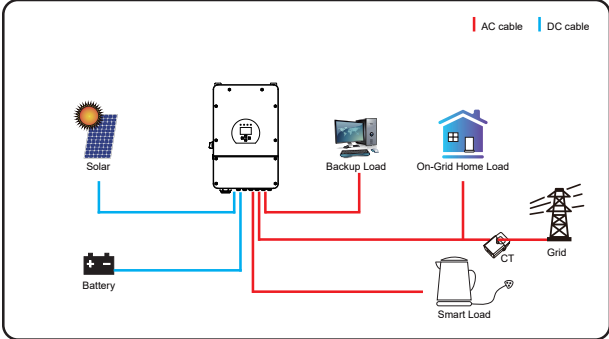 AC cable
DC cable
Solar
Backup Load
On-Grid Home Load
CT
Grid
Battery
Smart Load